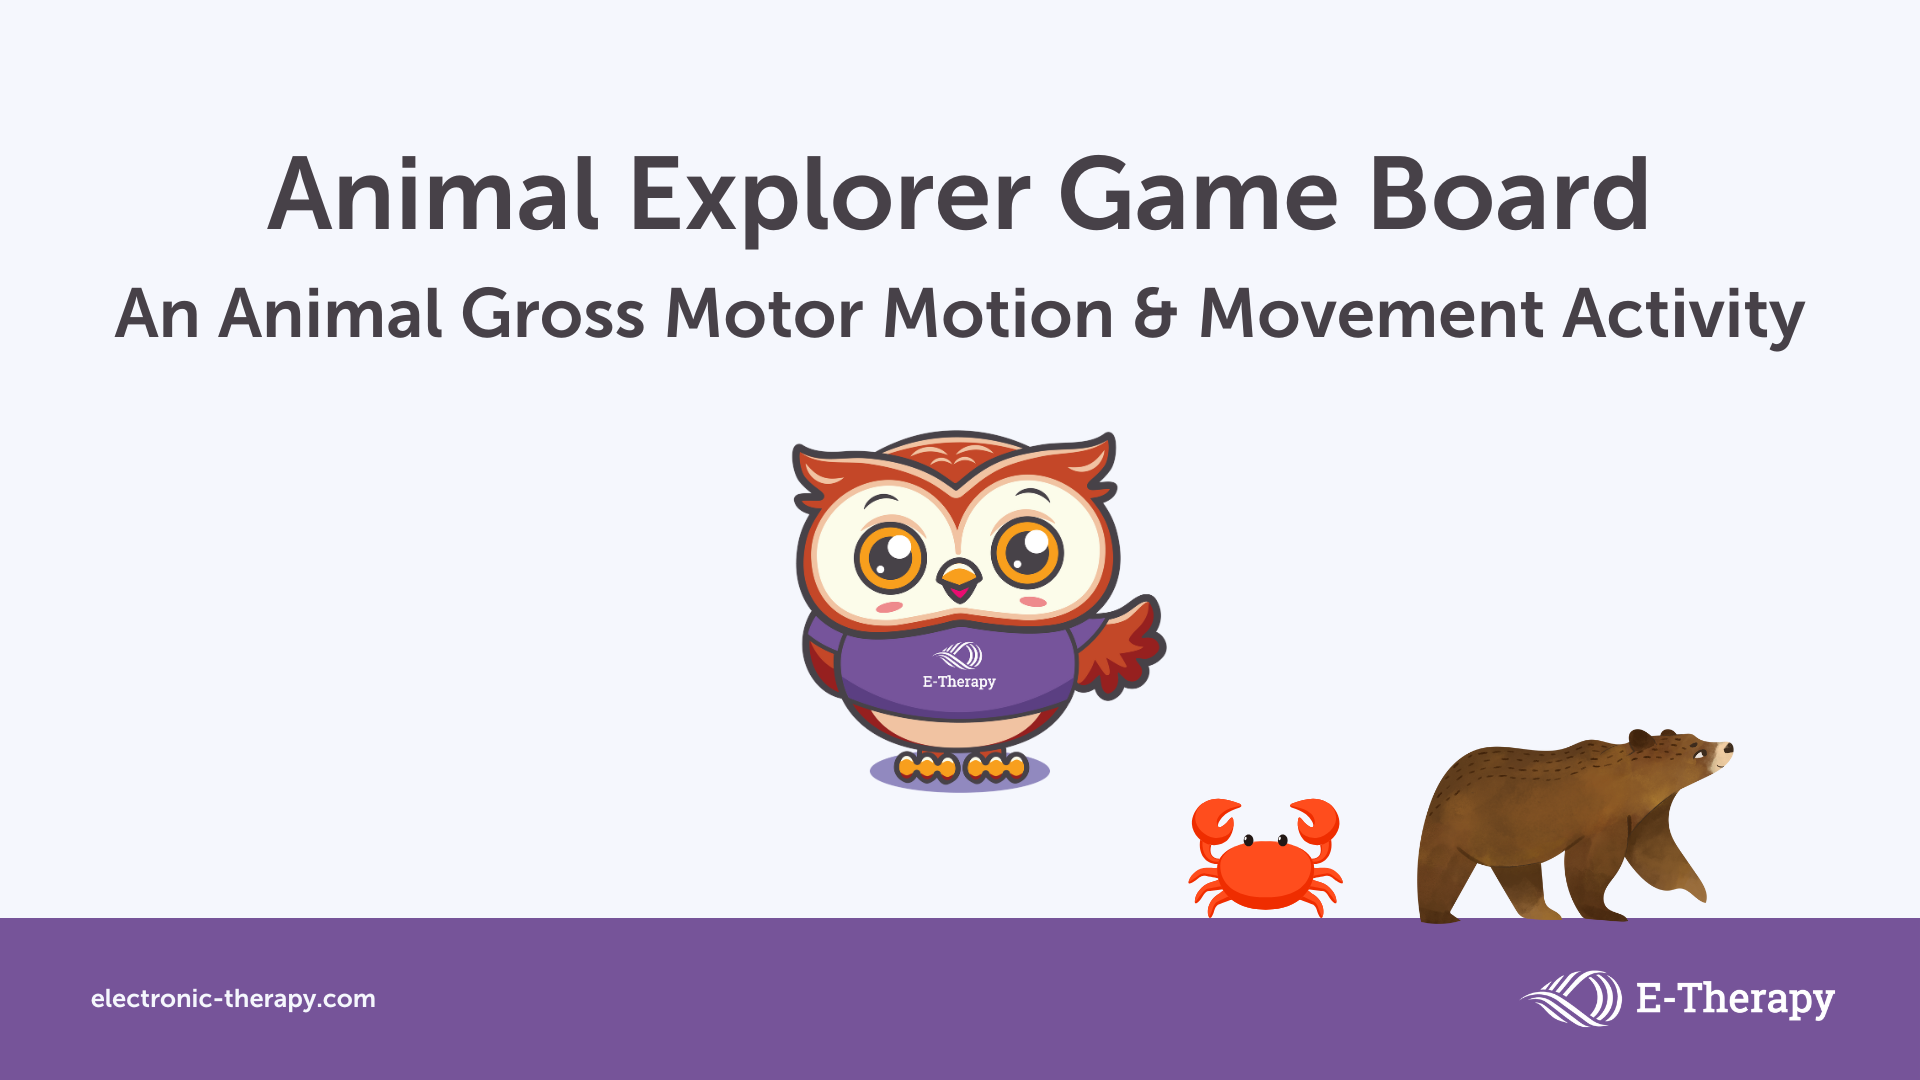 Animal Explorer Game Board
An Animal Gross Motor Motion & Movement Activity
E-Therapy
electronic-therapy.com
E-Therapy